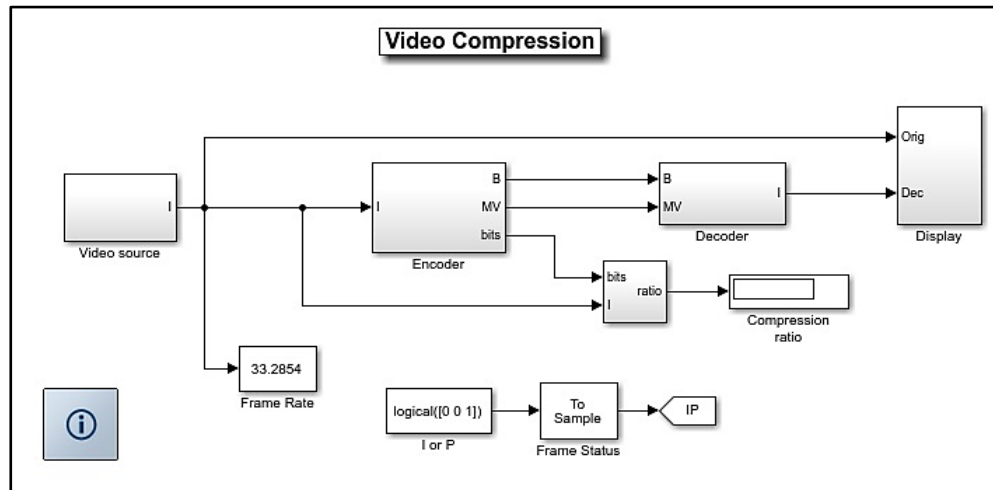 Video Compression
Orig
I
Video source
I
B
MV
bits
Encoder
B
MV
I
Decoder
Dec
Display
bits
I
ratio
Compression
ratio
33.2854
Frame Rate
i
logical([0 0 1])
I or P
To
Sample
Frame Status
IP